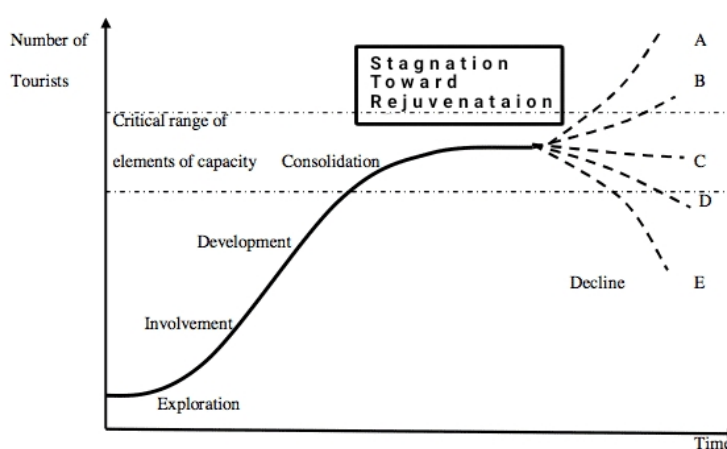 Number of
Tourists
A
Stagnation
Toward
Rejuvenataion
B
Critical range of
elements of capacity
Consolidation
C
D
Development
Decline
E
Involvement
Exploration
Time